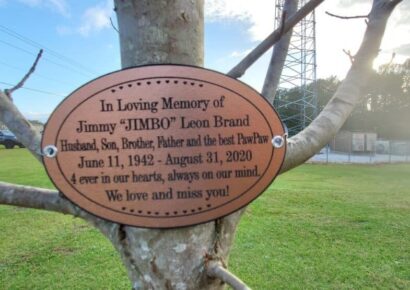 In Loving Memory of
Jimmy "JIMBO" Leon Brand
Husband, Son, Brother, Father and the best PawPaw
June 11, 1942 - August 31, 2020
4 ever in our hearts, always on our mind.
We love and miss you!